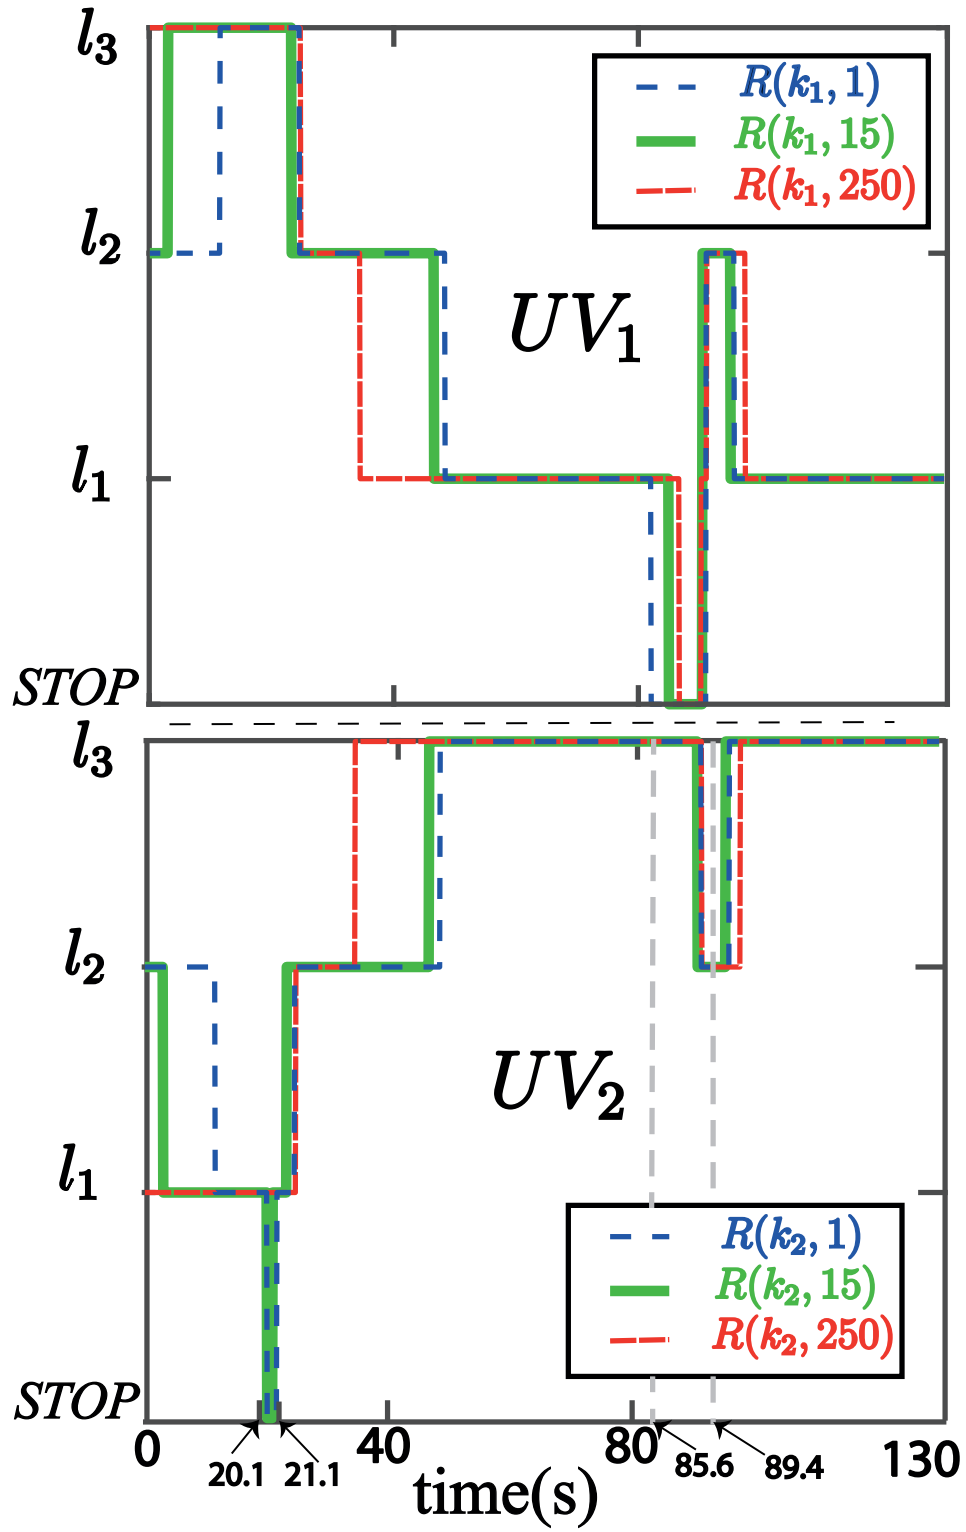 l₃
R(k₁, 1)
R(k₁, 15)
R(k₁, 250)
l₂
UV₁
l₁
STOP
l₃
l₂
UV₂
l₁
R(k₂, 1)
R(k₂, 15)
R(k₂, 250)
STOP
0 40 80 130
20.1 21.1 85.6 89.4
time(s)